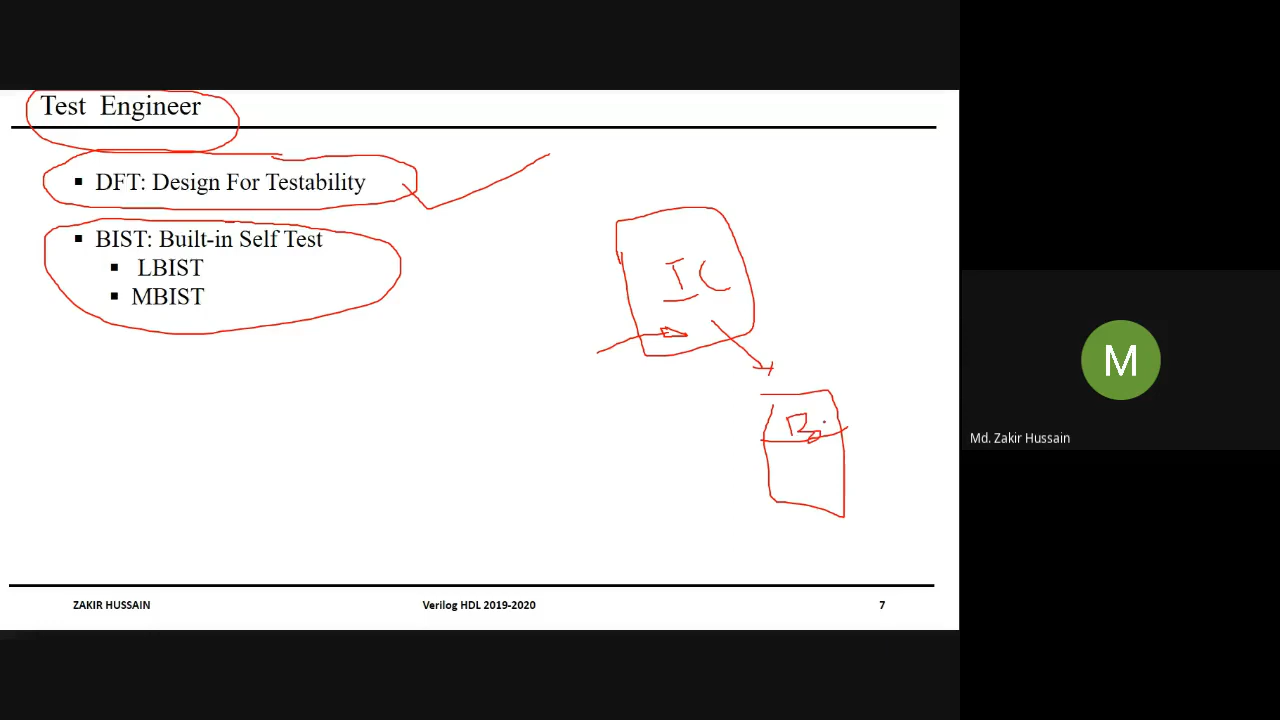 Test Engineer
▪ DFT: Design For Testability
▪ BIST: Built-in Self Test
▪ LBIST
▪ MBIST
IC
M
Md. Zakir Hussain
ZAKIR HUSSAIN Verilog HDL 2019-2020 7